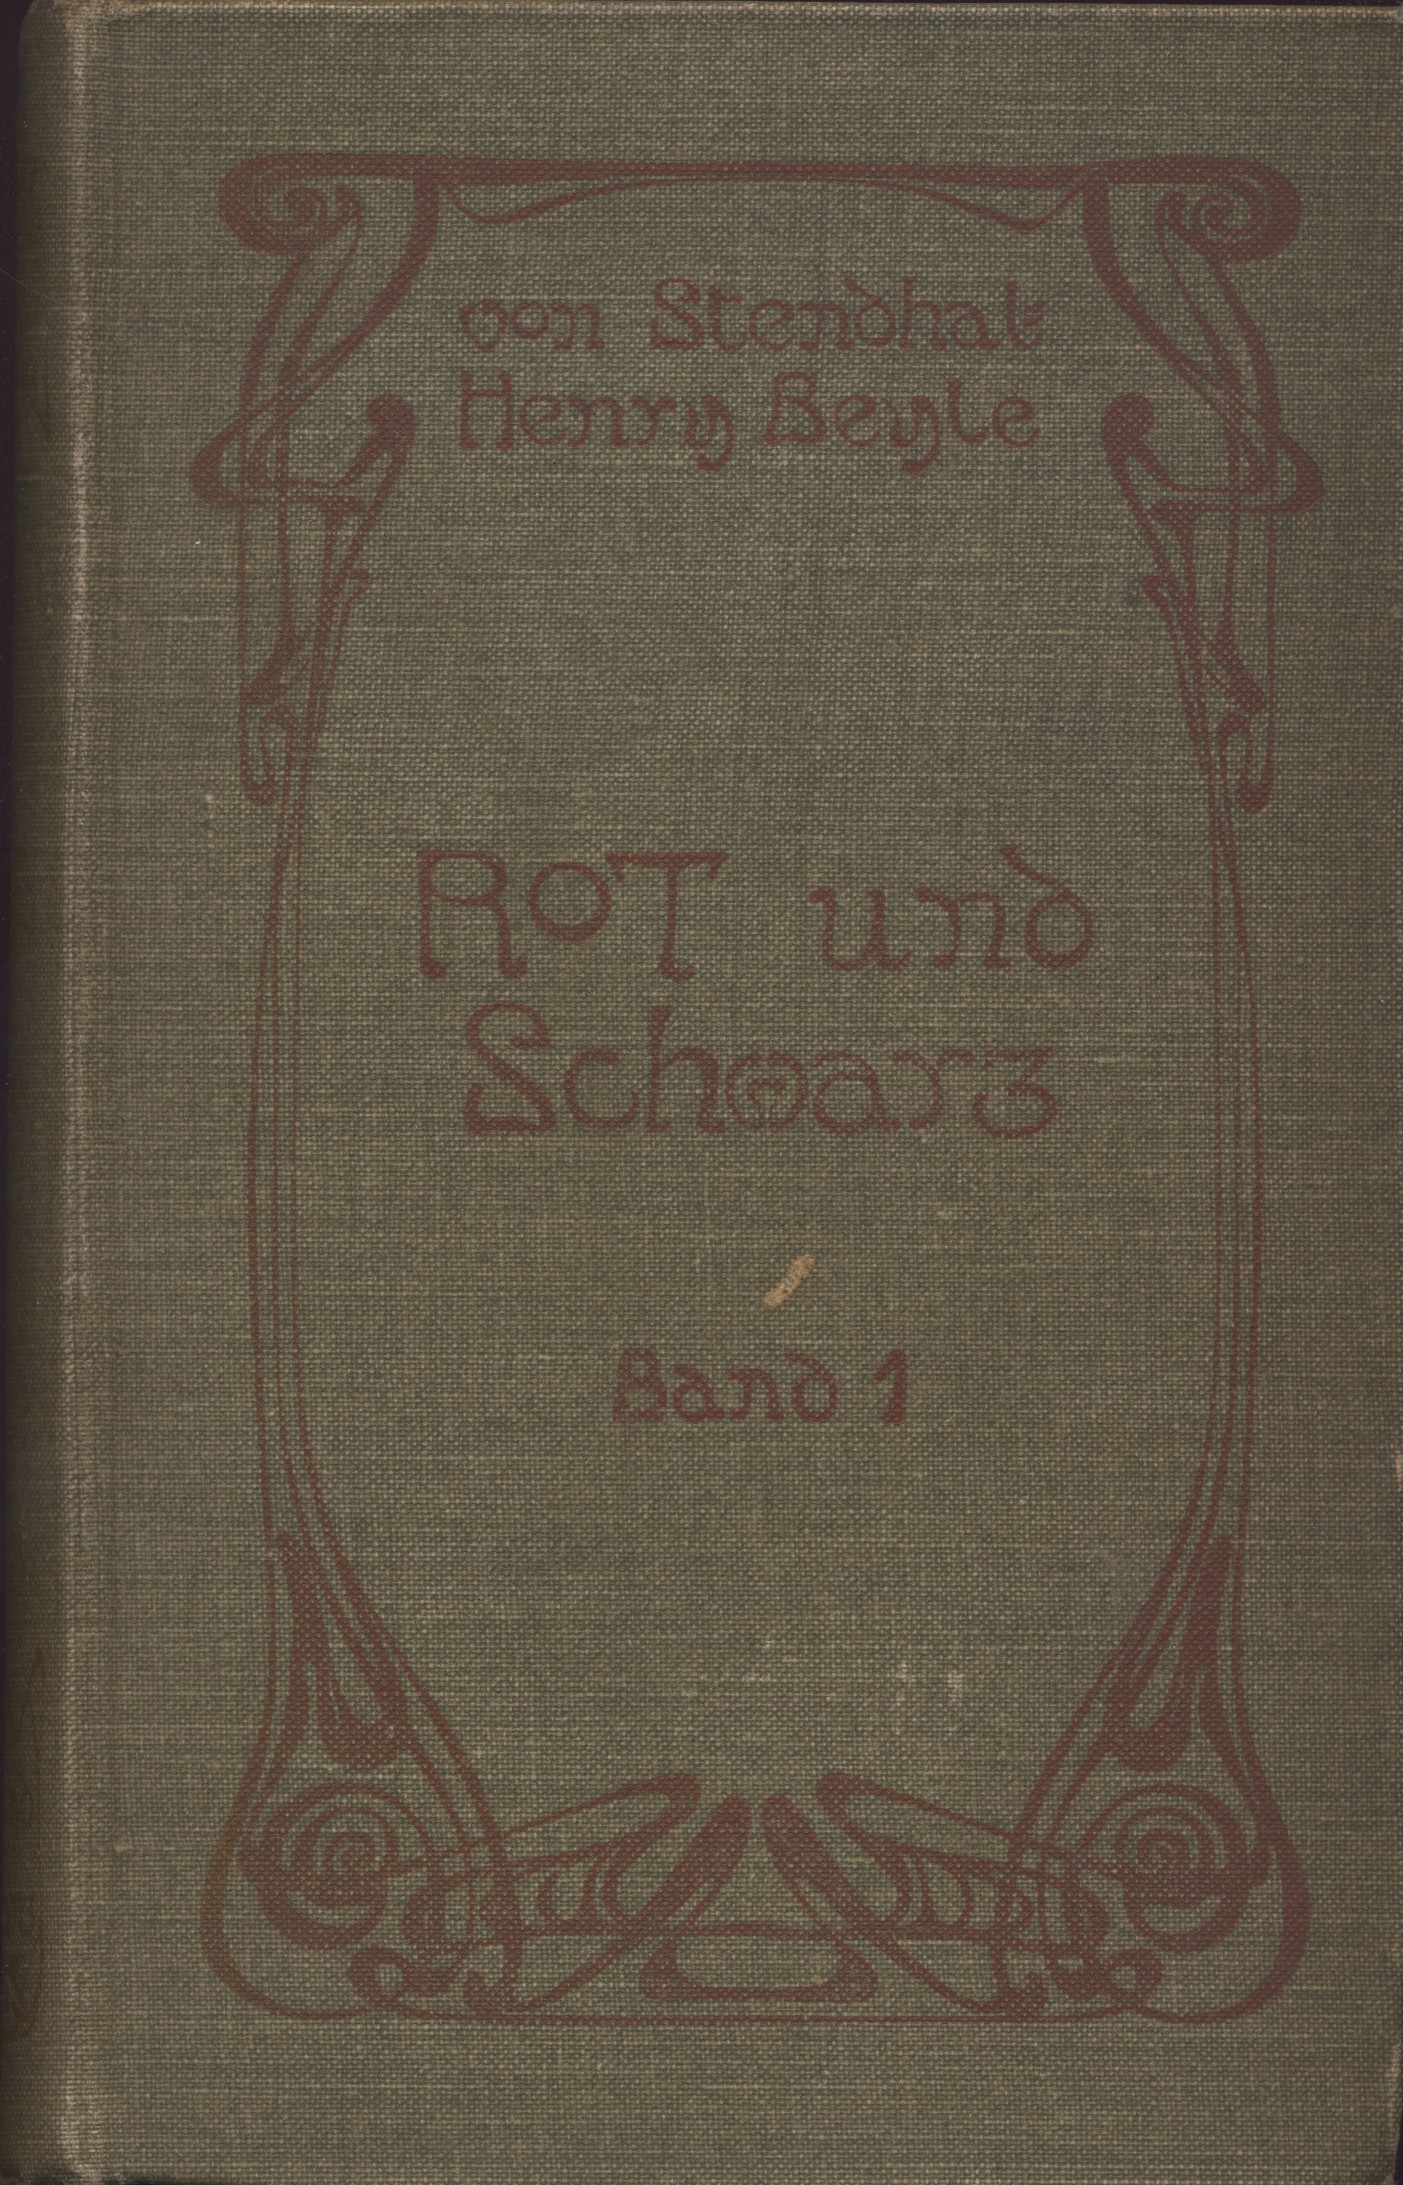 von Stendhal=
Henry Beyle
RoT und
Schwarz
Band 1